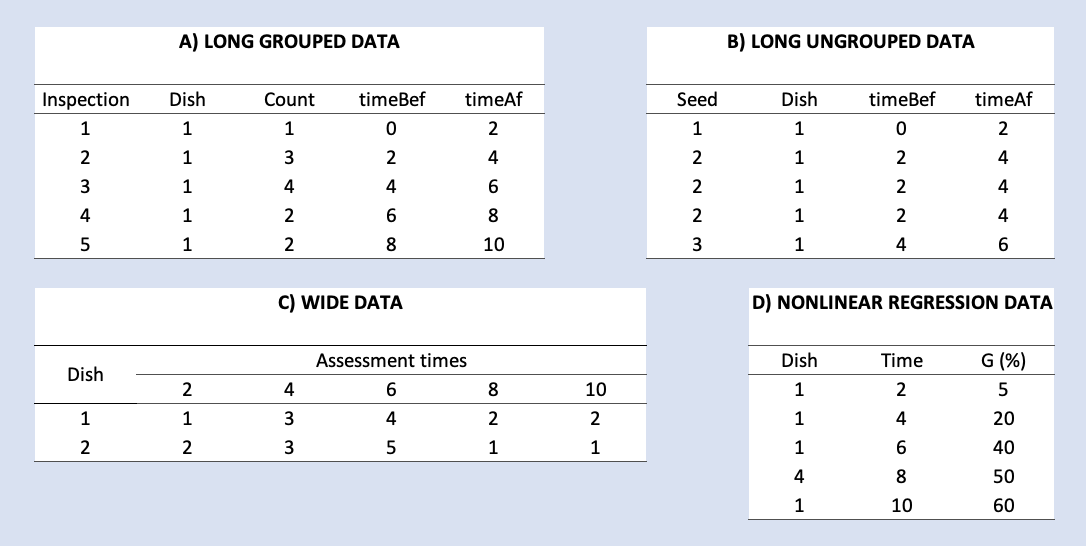 A) LONG GROUPED DATA
Inspection Dish Count timeBef timeAf
1 1 1 0 2
2 1 3 2 4
3 1 4 4 6
4 1 2 6 8
5 1 2 8 10
B) LONG UNGROUPED DATA
Seed Dish timeBef timeAf
1 1 0 2
2 1 2 4
2 1 2 4
2 1 2 4
3 1 4 6
C) WIDE DATA
Dish Assessment times
2 4 6 8 10
1 1 3 4 2 2
2 2 3 5 1 1
D) NONLINEAR REGRESSION DATA
Dish Time G (%)
1 2 5
1 4 20
1 6 40
4 8 50
1 10 60